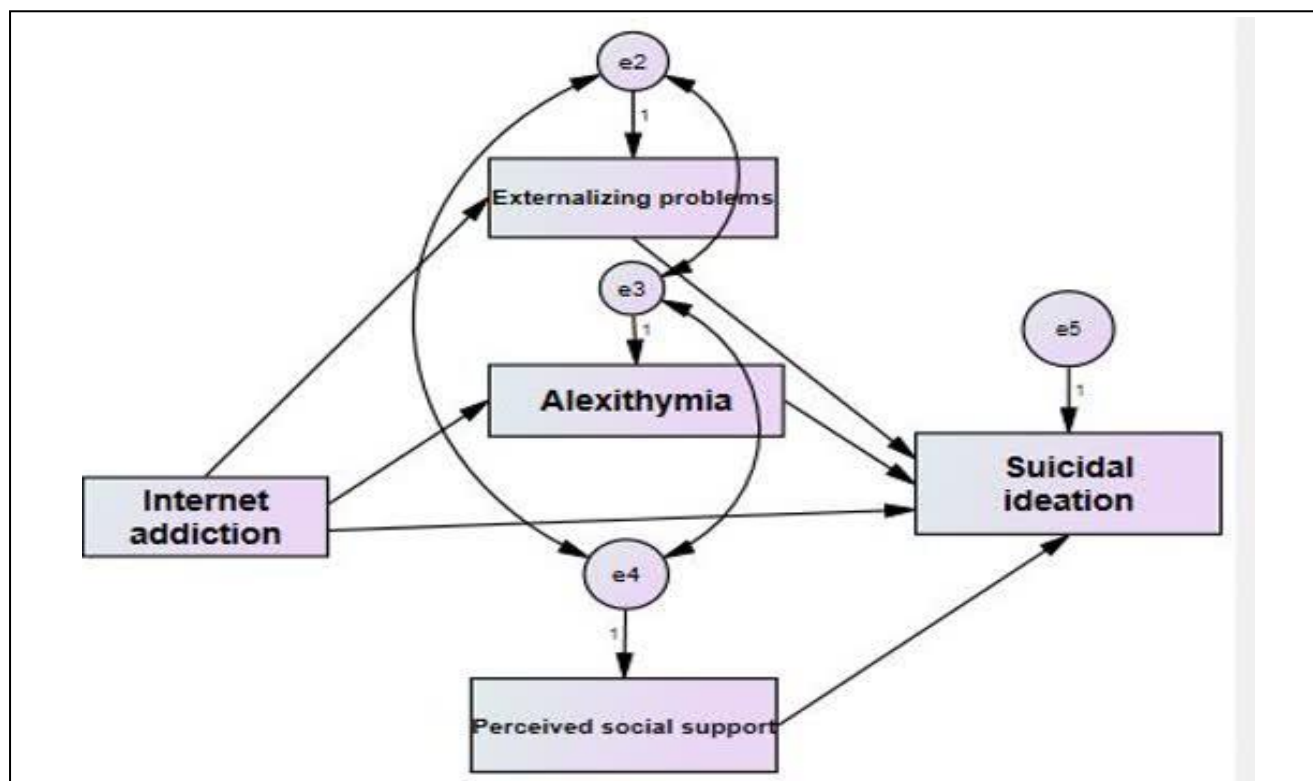 e2
1
Externalizing problems
e3
1
Alexithymia
e5
1
Suicidal
ideation
Internet
addiction
e4
1
Perceived social support